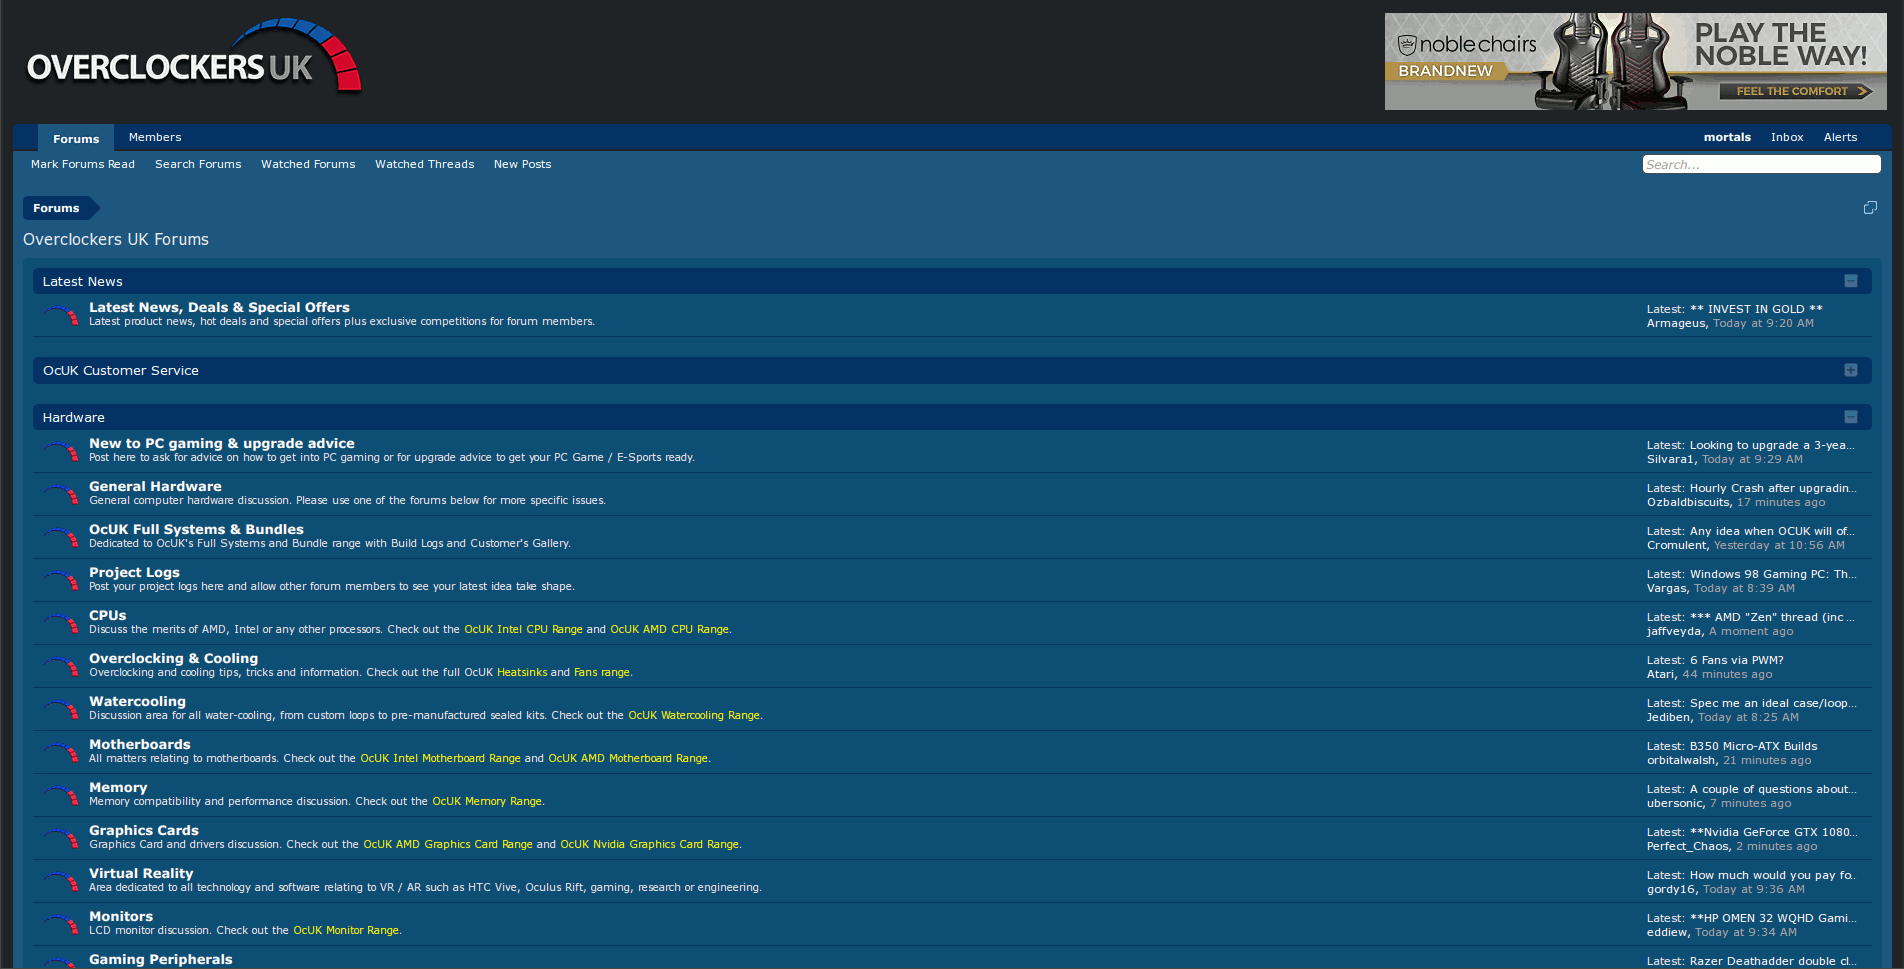 OVERCLOCKERS UK
noblechairs
BRANDNEW
PLAY THE
NOBLE WAY!
FEEL THE COMFORT
Forums Members mortals Inbox Alerts
Mark Forums Read Search Forums Watched Forums Watched Threads New Posts Search...
Forums
Overclockers UK Forums
Latest News
Latest News, Deals & Special Offers
Latest product news, hot deals and special offers plus exclusive competitions for forum members.
Latest: ** INVEST IN GOLD **
Armageus, Today at 9:20 AM
OcUK Customer Service
Hardware
New to PC gaming & upgrade advice
Post here to ask for advice on how to get into PC gaming or for upgrade advice to get your PC Game / E-Sports ready.
Latest: Looking to upgrade a 3-yea...
Silvara1, Today at 9:29 AM
General Hardware
General computer hardware discussion. Please use one of the forums below for more specific issues.
Latest: Hourly Crash after upgradin...
Ozbaldbiscuits, 17 minutes ago
OcUK Full Systems & Bundles
Dedicated to OcUK's Full Systems and Bundle range with Build Logs and Customer's Gallery.
Latest: Any idea when OCUK will of...
Cromulent, Yesterday at 10:56 AM
Project Logs
Post your project logs here and allow other forum members to see your latest idea take shape.
Latest: Windows 98 Gaming PC: Th...
Vargas, Today at 8:39 AM
CPUs
Discuss the merits of AMD, Intel or any other processors. Check out the OcUK Intel CPU Range and OcUK AMD CPU Range.
Latest: *** AMD "Zen" thread (inc ...
jaffveyda, A moment ago
Overclocking & Cooling
Overclocking and cooling tips, tricks and information. Check out the full OcUK Heatsinks and Fans range.
Latest: 6 Fans via PWM?
Atari, 44 minutes ago
Watercooling
Discussion area for all water-cooling, from custom loops to pre-manufactured sealed kits. Check out the OcUK Watercooling Range.
Latest: Spec me an ideal case/loop...
Jediben, Today at 8:25 AM
Motherboards
All matters relating to motherboards. Check out the OcUK Intel Motherboard Range and OcUK AMD Motherboard Range.
Latest: B350 Micro-ATX Builds
orbitalwalsh, 21 minutes ago
Memory
Memory compatibility and performance discussion. Check out the OcUK Memory Range.
Latest: A couple of questions about...
ubersonic, 7 minutes ago
Graphics Cards
Graphics Card and drivers discussion. Check out the OcUK AMD Graphics Card Range and OcUK Nvidia Graphics Card Range.
Latest: **Nvidia GeForce GTX 1080...
Perfect_Chaos, 2 minutes ago
Virtual Reality
Area dedicated to all technology and software relating to VR / AR such as HTC Vive, Oculus Rift, gaming, research or engineering.
Latest: How much would you pay fo..
gordy16, Today at 9:36 AM
Monitors
LCD monitor discussion. Check out the OcUK Monitor Range.
Latest: **HP OMEN 32 WQHD Gami...
eddiew, Today at 9:34 AM
Gaming Peripherals
Latest: Razer Deathadder double cl...